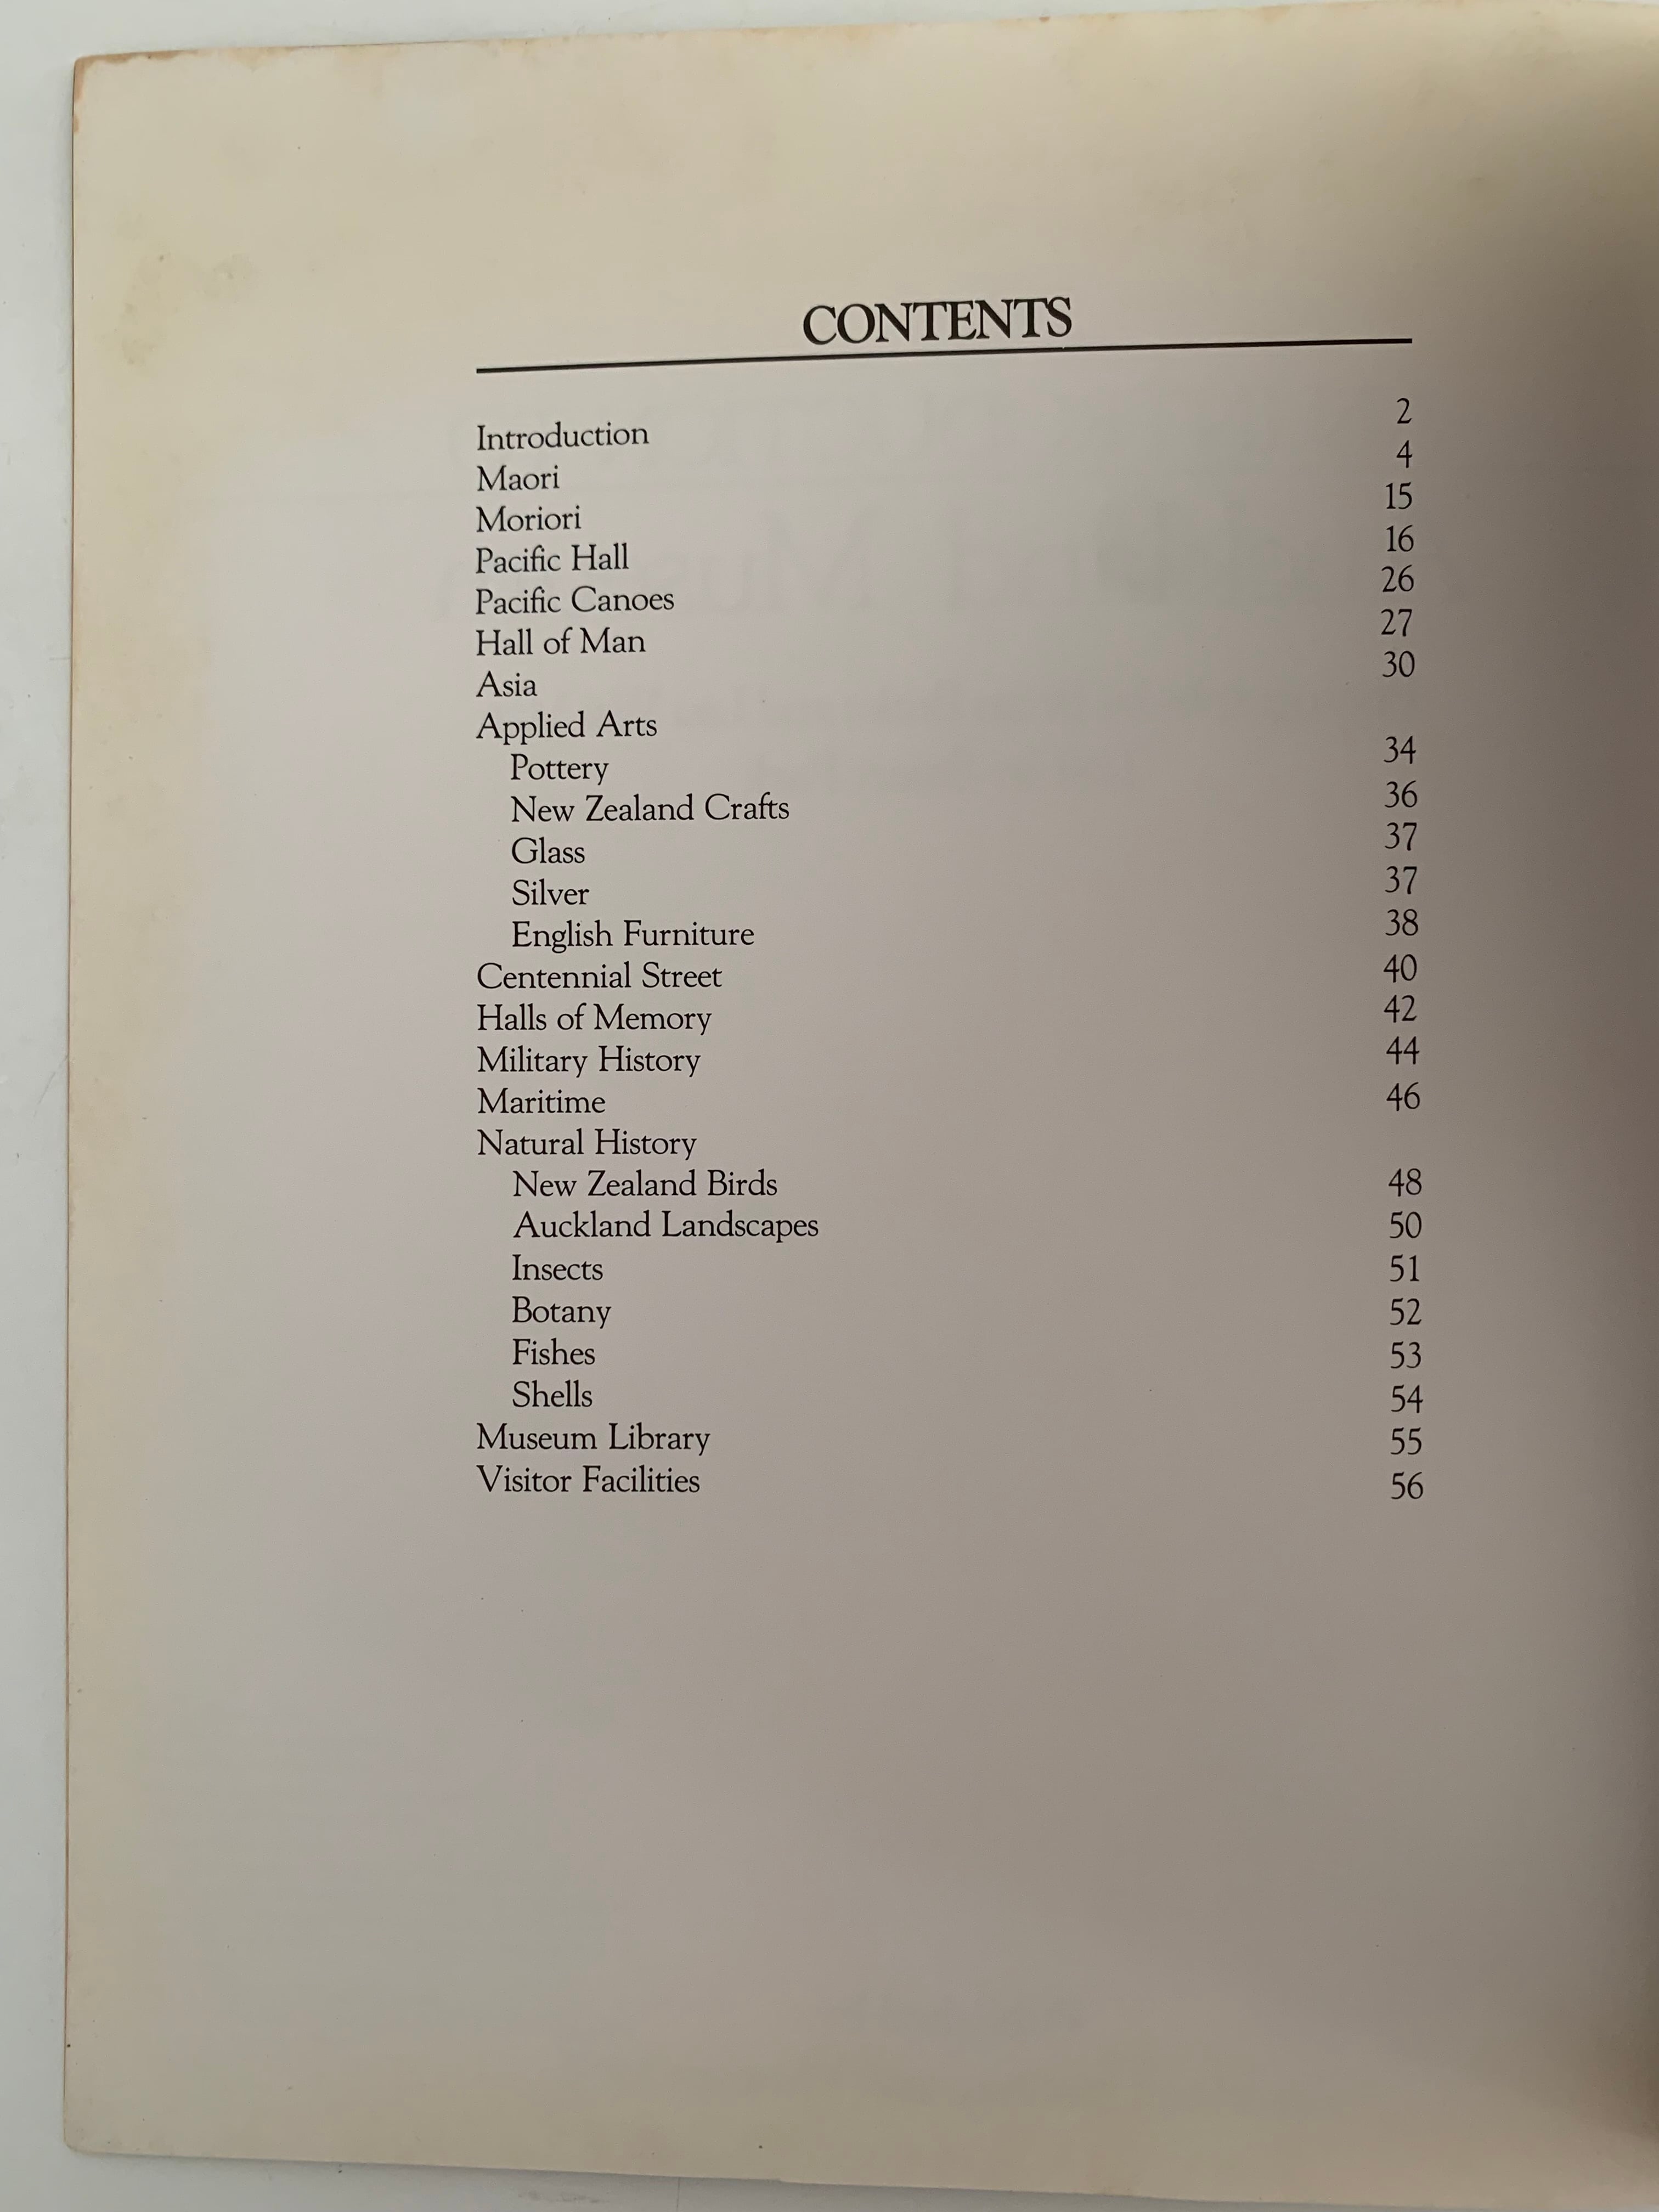 CONTENTS
Introduction 2
Maori 4
Moriori 15
Pacific Hall 16
Pacific Canoes 26
Hall of Man 27
Asia 30
Applied Arts
Pottery 34
New Zealand Crafts 36
Glass 37
Silver 37
English Furniture 38
Centennial Street 40
Halls of Memory 42
Military History 44
Maritime 46
Natural History
New Zealand Birds 48
Auckland Landscapes 50
Insects 51
Botany 52
Fishes 53
Shells 54
Museum Library 55
Visitor Facilities 56